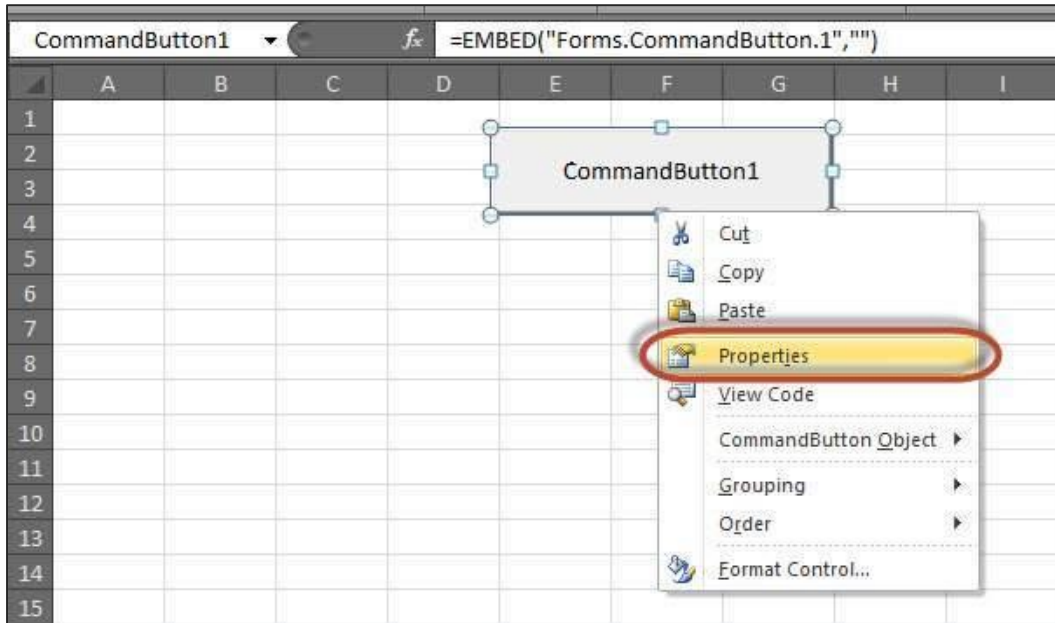 CommandButton1 fx =EMBED("Forms.CommandButton.1","")
A B C D E F G H I
1
2
CommandButton1
3
4
Cut
5
Copy
6
Paste
7
Properties
8
View Code
9
10
CommandButton Object
11
Grouping
12
Order
13
14
Format Control...
15